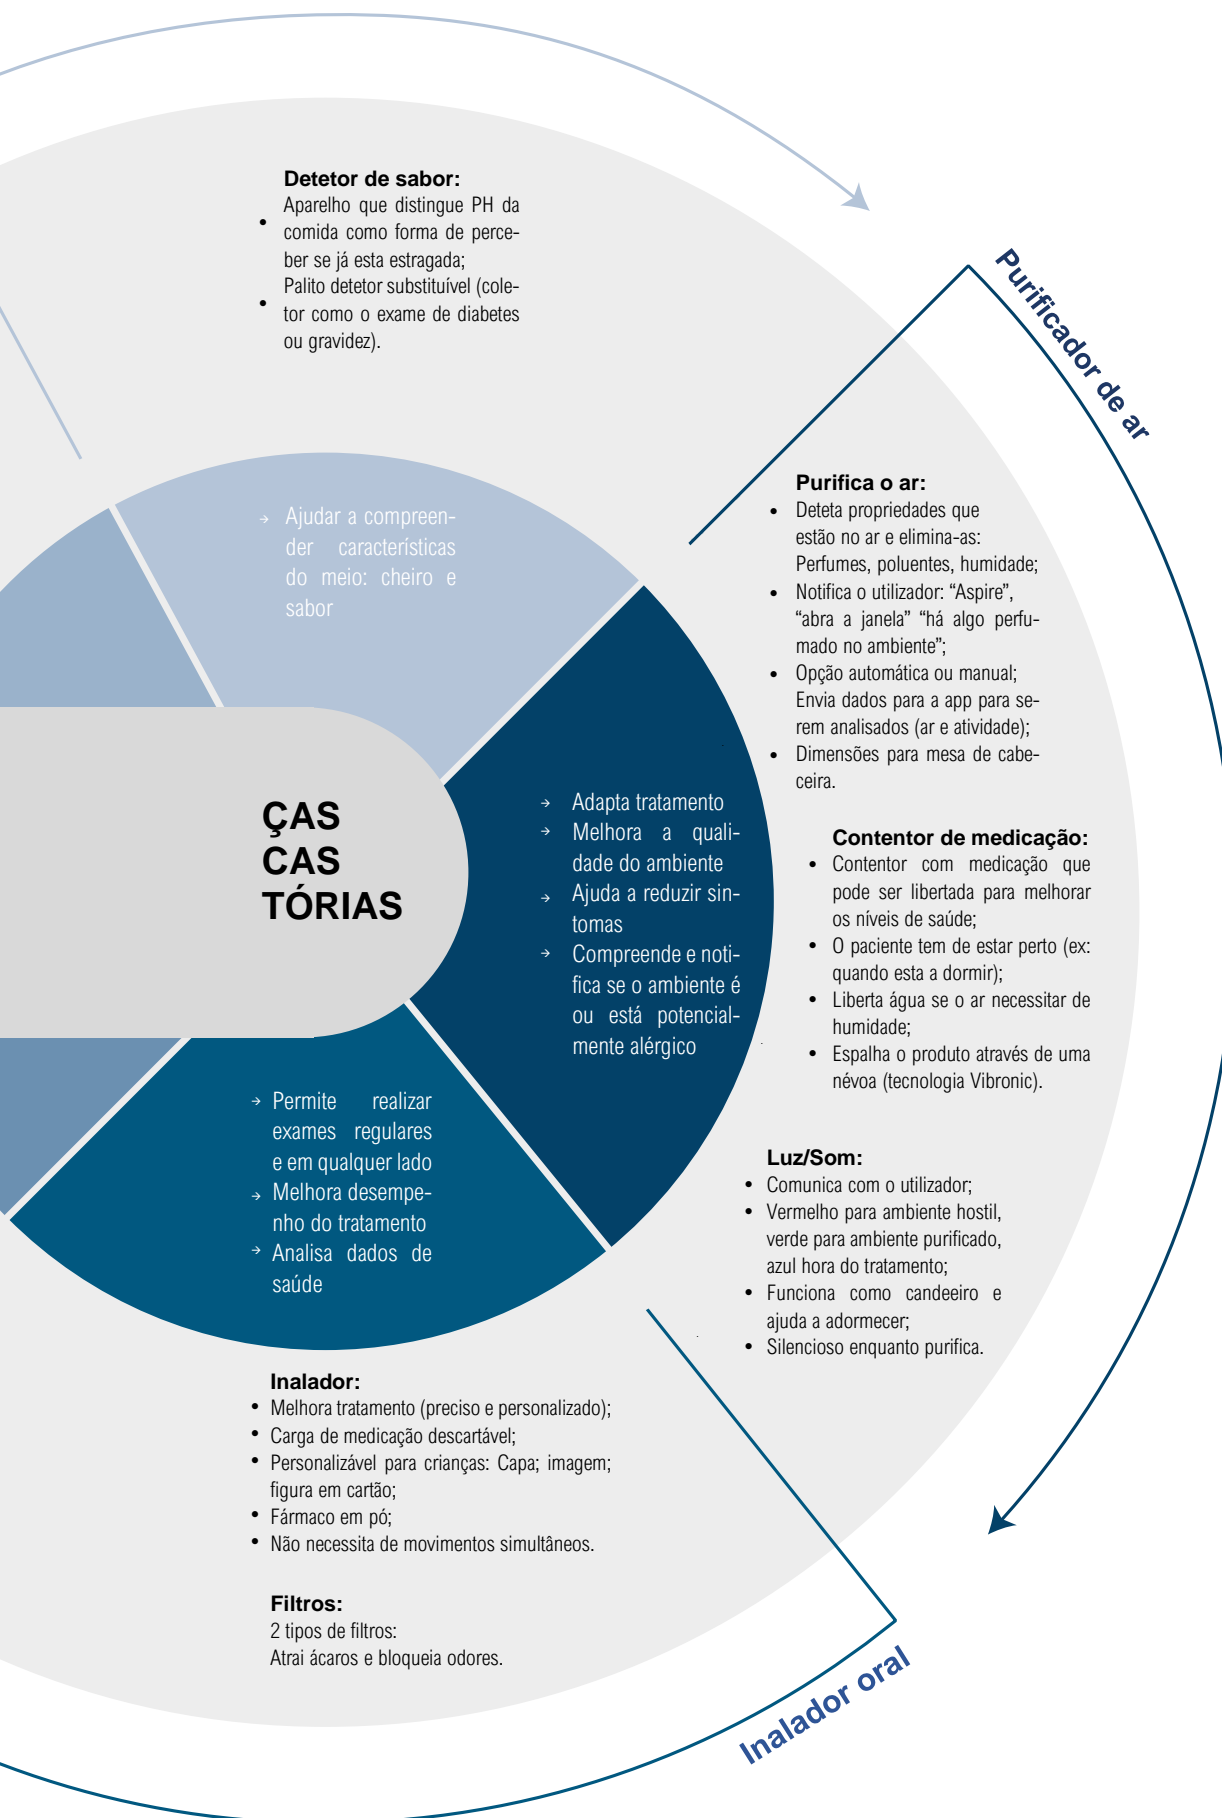 Detetor de sabor:
• Aparelho que distingue PH da
comida como forma de perce-
ber se já esta estragada;
• Palito detetor substituível (cole-
tor como o exame de diabetes
ou gravidez).
Purificador de ar
→ Ajudar a compreen-
der características
do meio: cheiro e
sabor
Purifica o ar:
• Deteta propriedades que
estão no ar e elimina-as:
Perfumes, poluentes, humidade;
• Notifica o utilizador: “Aspire”,
“abra a janela” “há algo perfu-
mado no ambiente”;
• Opção automática ou manual;
Envia dados para a app para se-
rem analisados (ar e atividade);
• Dimensões para mesa de cabe-
ceira.
ÇAS
CAS
TÓRIAS
→ Adapta tratamento
→ Melhora a quali-
dade do ambiente
→ Ajuda a reduzir sin-
tomas
→ Compreende e noti-
fica se o ambiente é
ou está potencial-
mente alérgico
Contentor de medicação:
• Contentor com medicação que
pode ser libertada para melhorar
os níveis de saúde;
• O paciente tem de estar perto (ex:
quando esta a dormir);
• Liberta água se o ar necessitar de
humidade;
• Espalha o produto através de uma
névoa (tecnologia Vibronic).
→ Permite realizar
exames regulares
e em qualquer lado
→ Melhora desempe-
nho do tratamento
→ Analisa dados de
saúde
Luz/Som:
• Comunica com o utilizador;
• Vermelho para ambiente hostil,
verde para ambiente purificado,
azul hora do tratamento;
• Funciona como candeeiro e
ajuda a adormecer;
• Silencioso enquanto purifica.
Inalador:
• Melhora tratamento (preciso e personalizado);
• Carga de medicação descartável;
• Personalizável para crianças: Capa; imagem;
figura em cartão;
• Fármaco em pó;
• Não necessita de movimentos simultâneos.
Filtros:
2 tipos de filtros:
Atrai ácaros e bloqueia odores.
Inalador oral